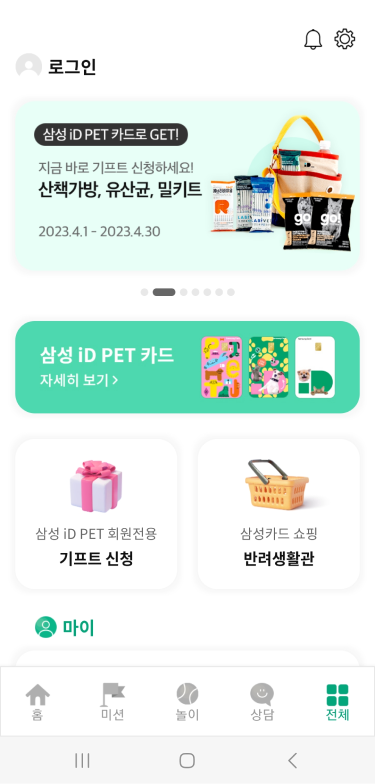 로그인
삼성 iD PET 카드로 GET!
지금 바로 기프트 신청하세요!
산책가방, 유산균, 밀키트
2023.4.1 - 2023.4.30
삼성 iD PET 카드
자세히 보기 >
삼성 iD PET 회원전용
기프트 신청
삼성카드 쇼핑
반려생활관
마이
홈
미션
놀이
상담
전체